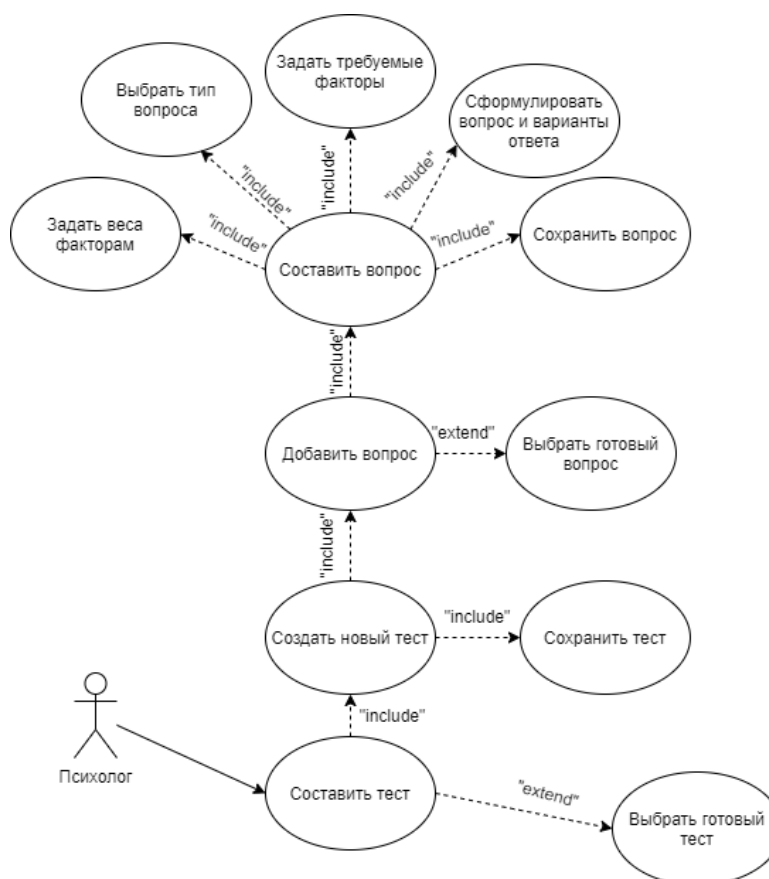 Задать требуемые
факторы
Выбрать тип
вопроса
Сформулировать
вопрос и варианты
ответа
"include"
"include"
"include"
Задать веса
факторам
"include"
"include"
Сохранить вопрос
Составить вопрос
"include"
Добавить вопрос
"extend"
Выбрать готовый
вопрос
"include"
Создать новый тест
"include"
Сохранить тест
"include"
Психолог
Составить тест
"extend"
Выбрать готовый
тест